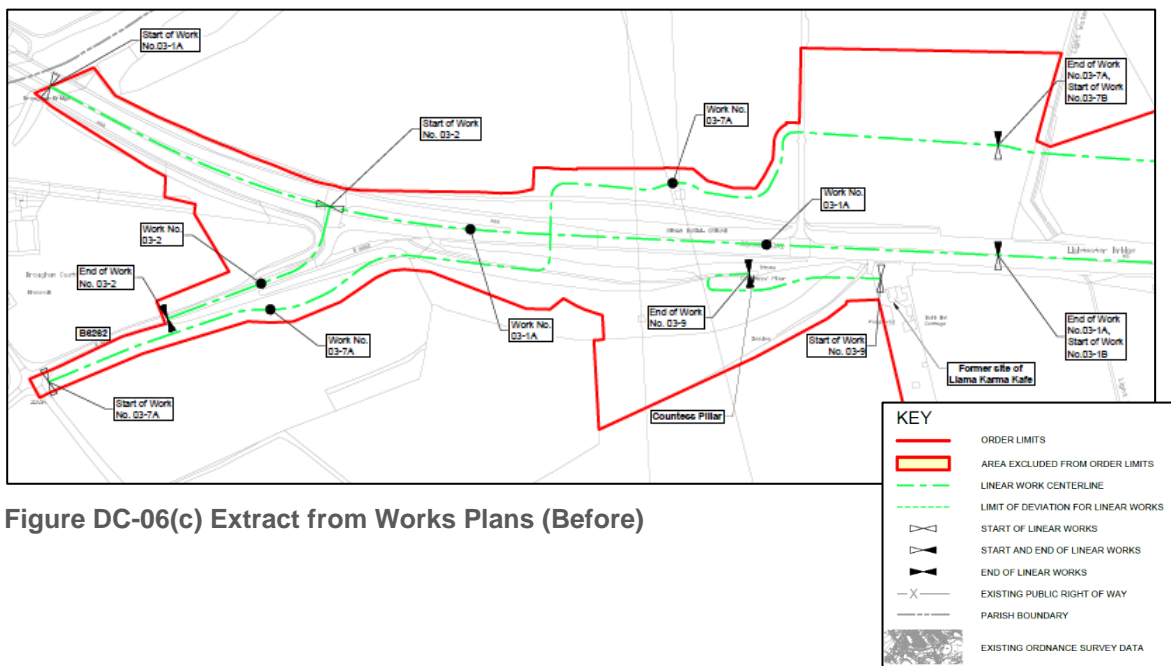 Start of Work
No.03-1A
Start of Work
No. 03-2
Work No.
03-7A
End of Work
No.03-7A,
Start of Work
No.03-7B
Work No.
03-1A
Work No.
03-2
End of Work
No. 03-2
B6262
Work No.
03-7A
Start of Work
No. 03-7A
Work No.
03-1A
End of Work
No. 03-9
Start of Work
No. 03-9
End of Work
No.03-1A,
Start of Work
No.03-1B
Former site of
Llama Karma Kafe
Countess Pillar
Lightwater Bridge
KEY
ORDER LIMITS
AREA EXCLUDED FROM ORDER LIMITS
LINEAR WORK CENTERLINE
LIMIT OF DEVIATION FOR LINEAR WORKS
START OF LINEAR WORKS
START AND END OF LINEAR WORKS
END OF LINEAR WORKS
X
EXISTING PUBLIC RIGHT OF WAY
PARISH BOUNDARY
EXISTING ORDNANCE SURVEY DATA
Figure DC-06(c) Extract from Works Plans (Before)